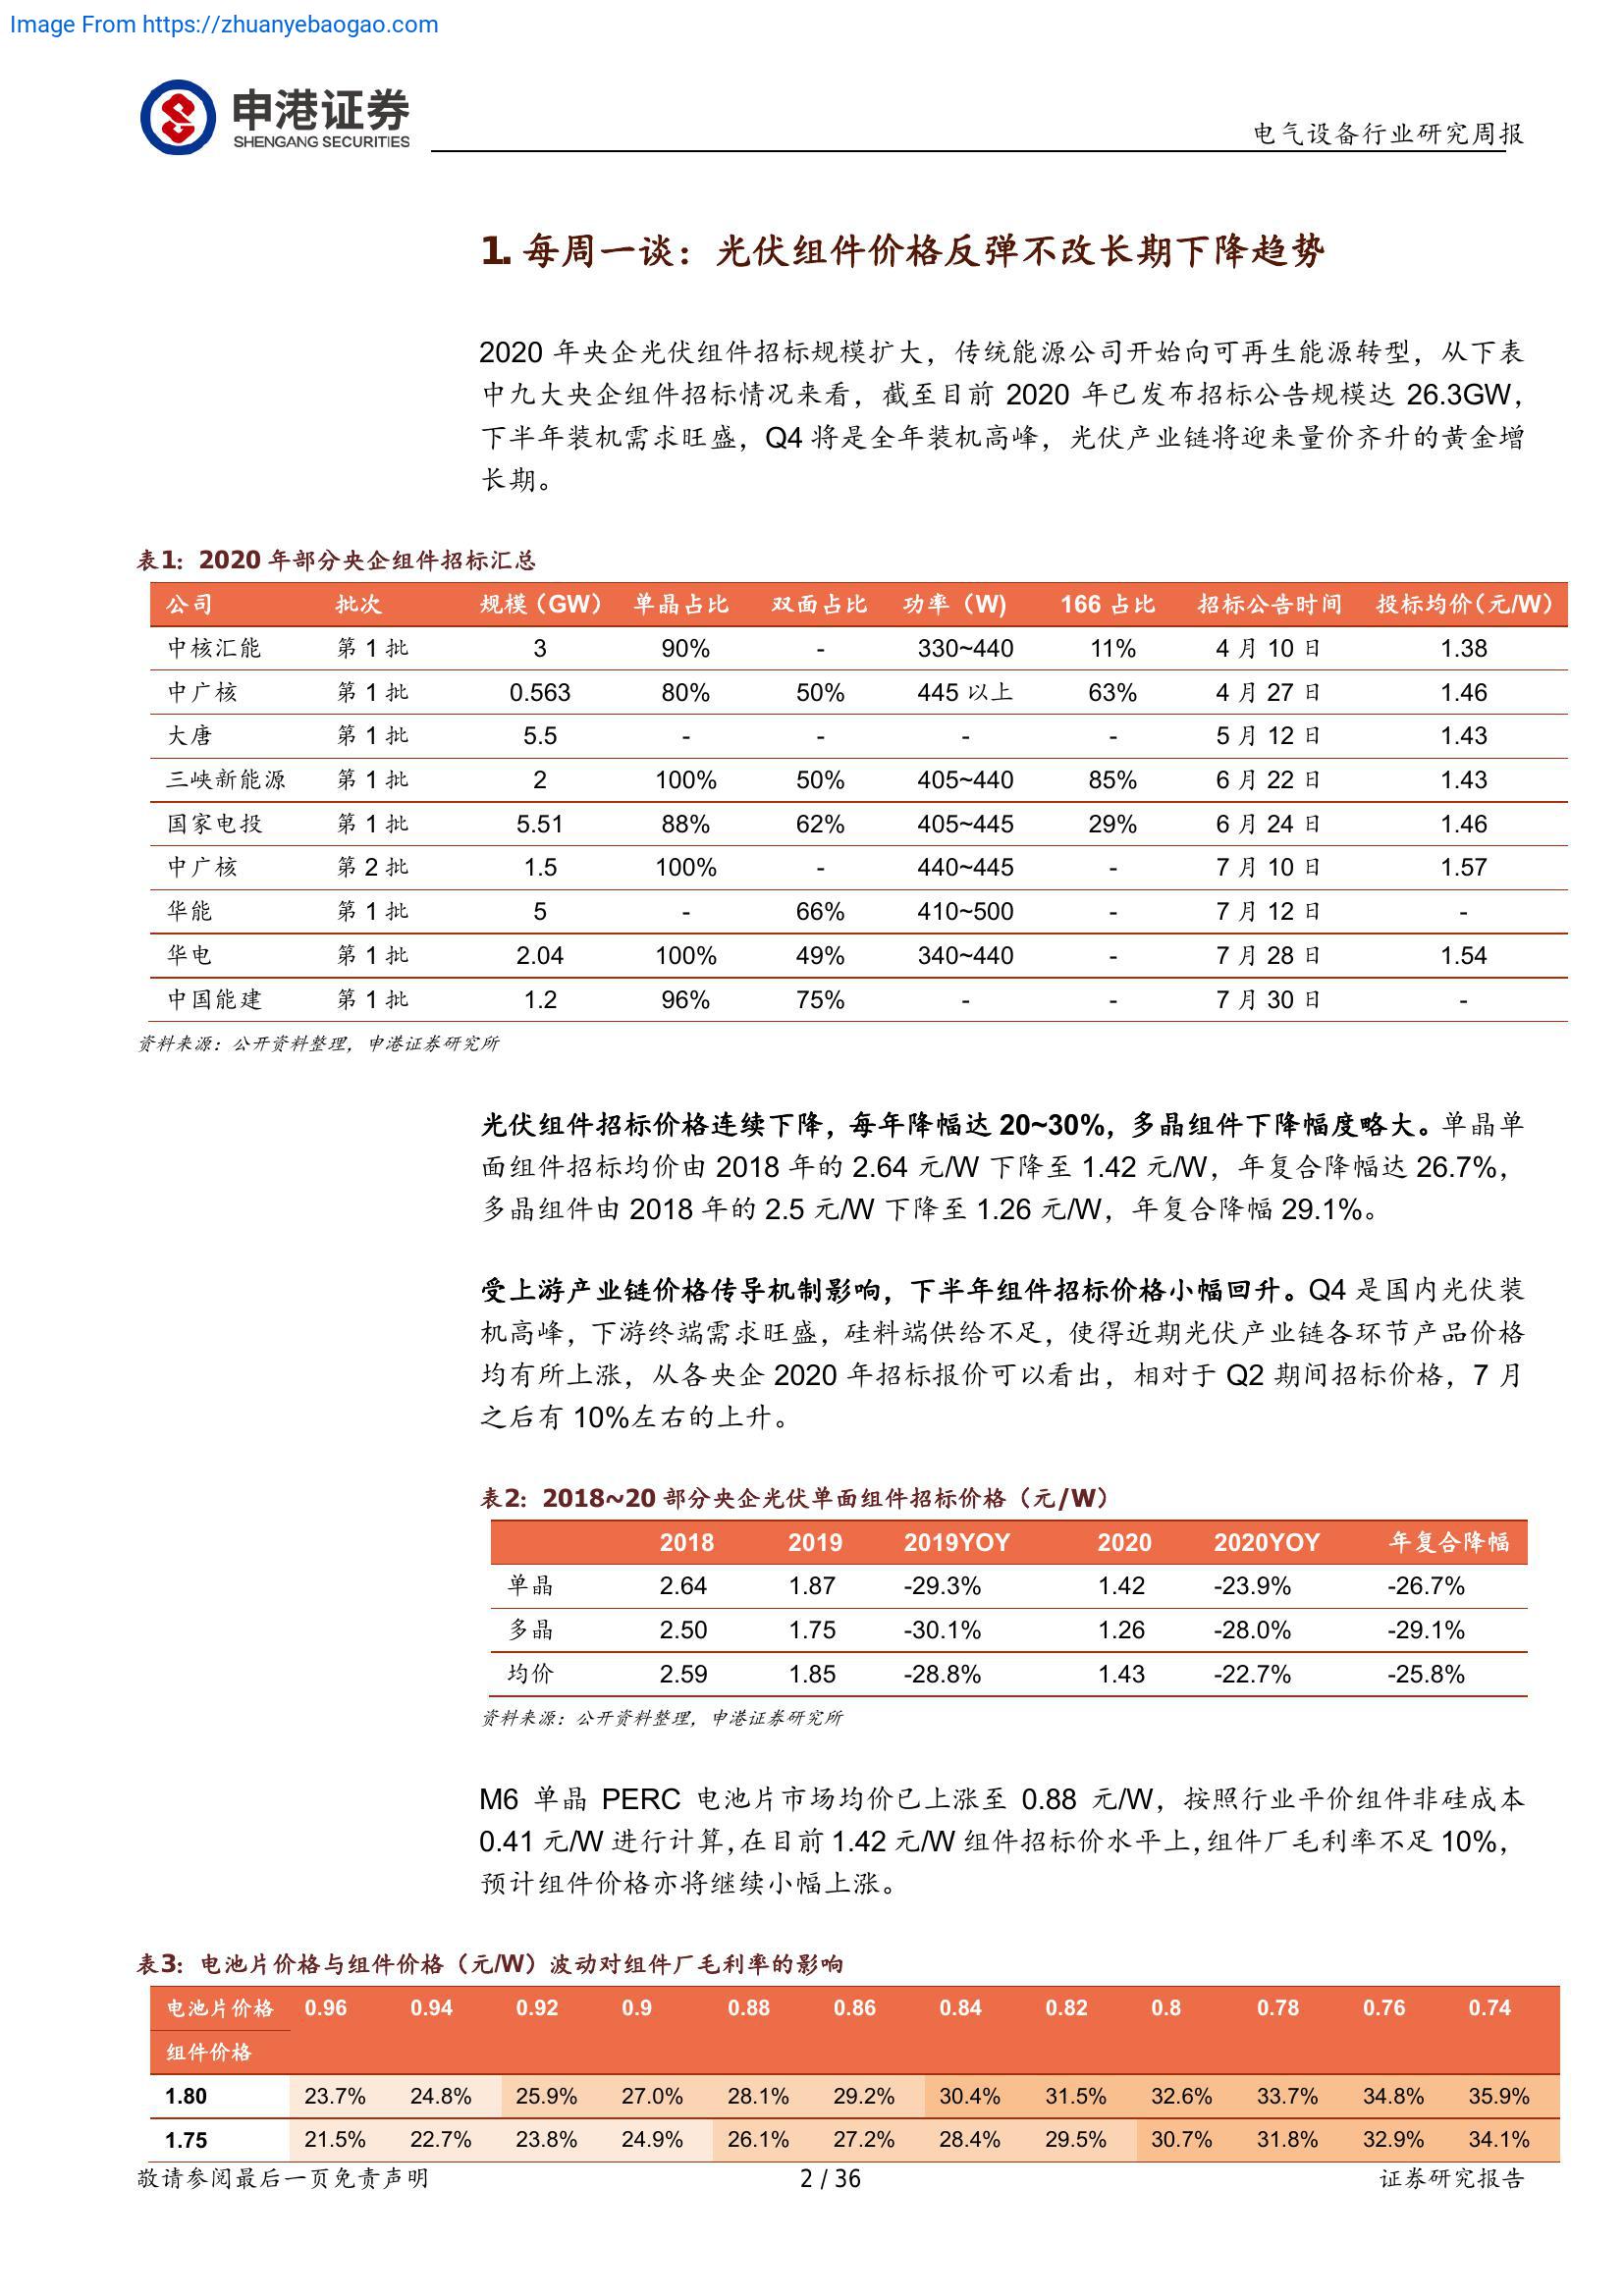 Image From https://zhuanyebaogao.com
申港证券
SHENGANG SECURITIES
电气设备行业研究周报
1. 每周一谈：光伏组件价格反弹不改长期下降趋势
2020 年央企光伏组件招标规模扩大，传统能源公司开始向可再生能源转型，从下表
中九大央企组件招标情况来看，截至目前 2020 年已发布招标公告规模达 26.3GW，
下半年装机需求旺盛，Q4 将是全年装机高峰，光伏产业链将迎来量价齐升的黄金增
长期。
表1：2020 年部分央企组件招标汇总
公司 批次 规模（GW） 单晶占比 双面占比 功率（W) 166 占比 招标公告时间 投标均价（元/W）
中核汇能 第 1 批 3 90% - 330~440 11% 4 月 10 日 1.38
中广核 第 1 批 0.563 80% 50% 445 以上 63% 4 月 27 日 1.46
大唐 第 1 批 5.5 - - - - 5 月 12 日 1.43
三峡新能源 第 1 批 2 100% 50% 405~440 85% 6 月 22 日 1.43
国家电投 第 1 批 5.51 88% 62% 405~445 29% 6 月 24 日 1.46
中广核 第 2 批 1.5 100% - 440~445 - 7 月 10 日 1.57
华能 第 1 批 5 - 66% 410~500 - 7 月 12 日 -
华电 第 1 批 2.04 100% 49% 340~440 - 7 月 28 日 1.54
中国能建 第 1 批 1.2 96% 75% - - 7 月 30 日 -
资料来源：公开资料整理，申港证券研究所
光伏组件招标价格连续下降，每年降幅达 20~30%，多晶组件下降幅度略大。单晶单
面组件招标均价由 2018 年的 2.64 元/W 下降至 1.42 元/W，年复合降幅达 26.7%，
多晶组件由 2018 年的 2.5 元/W 下降至 1.26 元/W，年复合降幅 29.1%。
受上游产业链价格传导机制影响，下半年组件招标价格小幅回升。Q4 是国内光伏装
机高峰，下游终端需求旺盛，硅料端供给不足，使得近期光伏产业链各环节产品价格
均有所上涨，从各央企 2020 年招标报价可以看出，相对于 Q2 期间招标价格，7 月
之后有 10%左右的上升。
表2：2018~20 部分央企光伏单面组件招标价格（元/W）
2018 2019 2019YOY 2020 2020YOY 年复合降幅
单晶 2.64 1.87 -29.3% 1.42 -23.9% -26.7%
多晶 2.50 1.75 -30.1% 1.26 -28.0% -29.1%
均价 2.59 1.85 -28.8% 1.43 -22.7% -25.8%
资料来源：公开资料整理，申港证券研究所
M6 单晶 PERC 电池片市场均价已上涨至 0.88 元/W，按照行业平价组件非硅成本
0.41 元/W 进行计算，在目前 1.42 元/W 组件招标价水平上，组件厂毛利率不足 10%，
预计组件价格亦将继续小幅上涨。
表3：电池片价格与组件价格（元/W）波动对组件厂毛利率的影响
电池片价格 0.96 0.94 0.92 0.9 0.88 0.86 0.84 0.82 0.8 0.78 0.76 0.74
组件价格
1.80 23.7% 24.8% 25.9% 27.0% 28.1% 29.2% 30.4% 31.5% 32.6% 33.7% 34.8% 35.9%
1.75 21.5% 22.7% 23.8% 24.9% 26.1% 27.2% 28.4% 29.5% 30.7% 31.8% 32.9% 34.1%
敬请参阅最后一页免责声明 2 / 36 证券研究报告